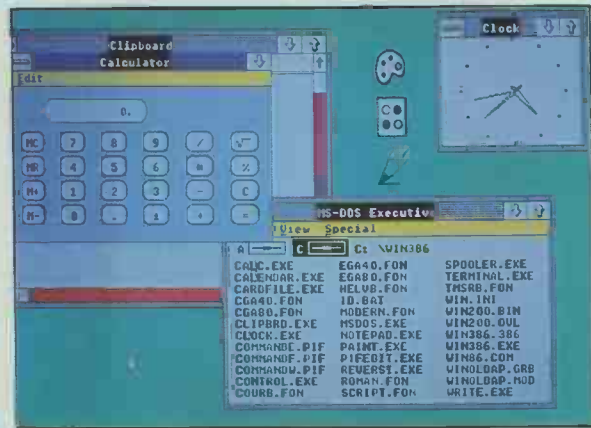 Clipboard
Calculator
Edit
0.
MC 7 8 9 / √
MR 4 5 6 * %
M+ 1 2 3 - C
M- 0 . ± + =
Clock
MS-DOS Executive
View Special
A C C: \WIN386
CALC.EXE EGA40.FON SPOOLER.EXE
CALENDAR.EXE EGA80.FON TERMINAL.EXE
CARDFILE.EXE HELVB.FON TMSRB.FON
CGA40.FON IO.BAT WIN.INI
CGA80.FON MODERN.FON WIN200.BIN
CLIPBRD.EXE MSDOS.EXE WIN200.OVL
CLOCK.EXE NOTEPAD.EXE WIN386.386
COMMANDE.PIF PAINT.EXE WIN386.EXE
COMMANDF.PIF PIFEDIT.EXE WIN86.COM
COMMANDW.PIF REVERSI.EXE WINOLDAP.GRB
CONTROL.EXE ROMAN.FON WINOLDAP.MOD
COURB.FON SCRIPT.FON WRITE.EXE